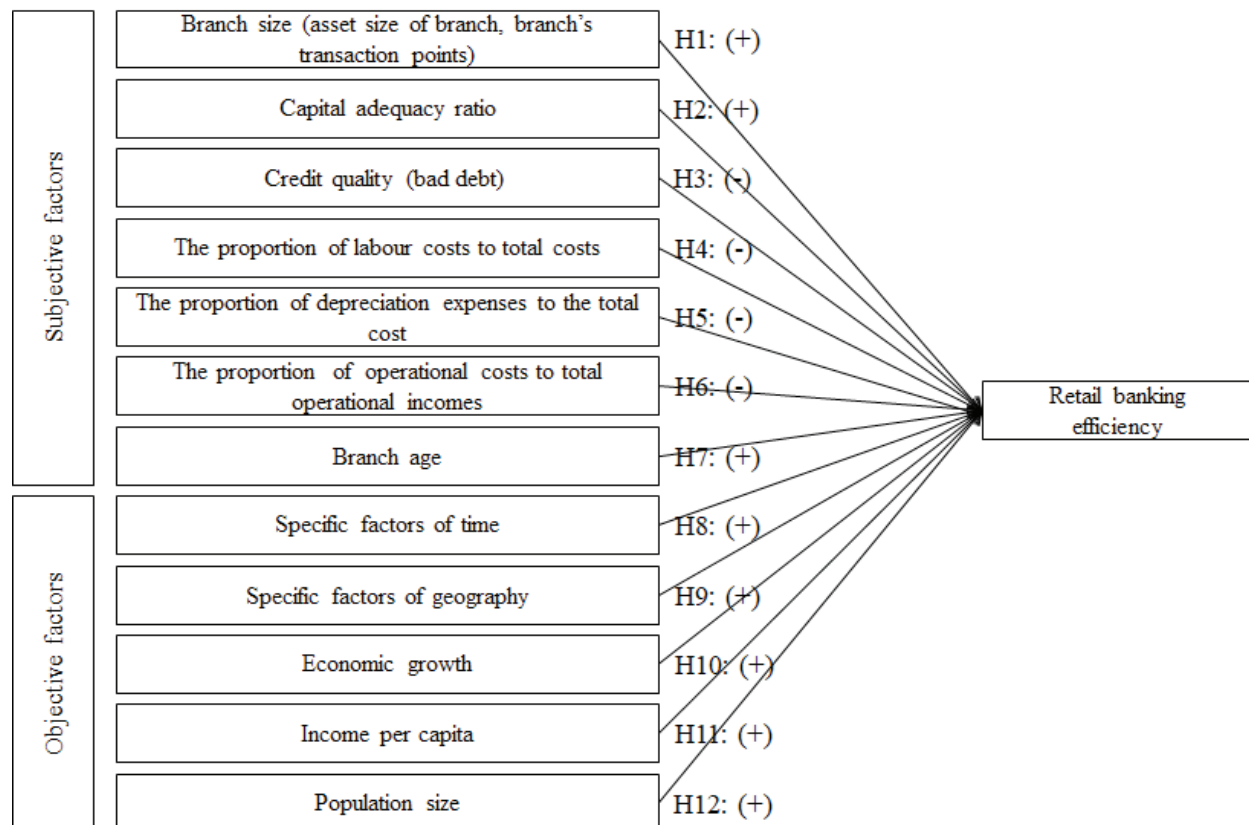 Subjective factors
Branch size (asset size of branch, branch's
transaction points)
H1: (+)
Capital adequacy ratio
H2: (+)
Credit quality (bad debt)
H3: (-)
The proportion of labour costs to total costs
H4: (-)
The proportion of depreciation expenses to the total
cost
H5: (-)
The proportion of operational costs to total
operational incomes
H6: (-)
Branch age
H7: (+)
Objective factors
Specific factors of time
H8: (+)
Specific factors of geography
H9: (+)
Economic growth
H10: (+)
Income per capita
H11: (+)
Population size
H12: (+)
Retail banking
efficiency